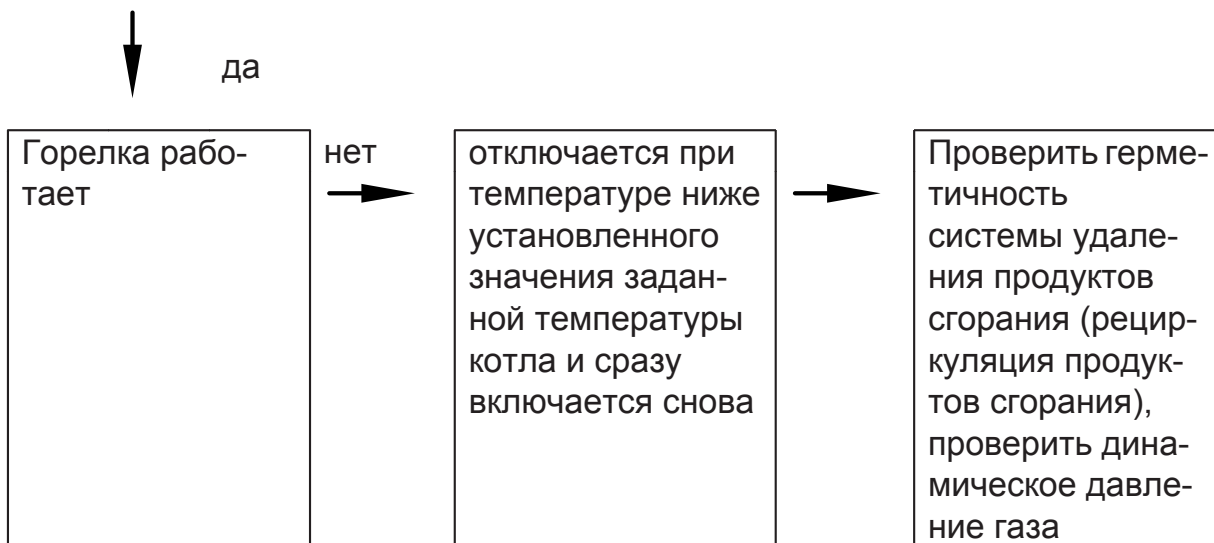 да
Горелка рабо-
тает
нет
отключается при
температуре ниже
установленного
значения задан-
ной температуры
котла и сразу
включается снова
Проверить герме-
тичность
системы удале-
ния продуктов
сгорания (рецир-
куляция продук-
тов сгорания),
проверить дина-
мическое давле-
ние газа